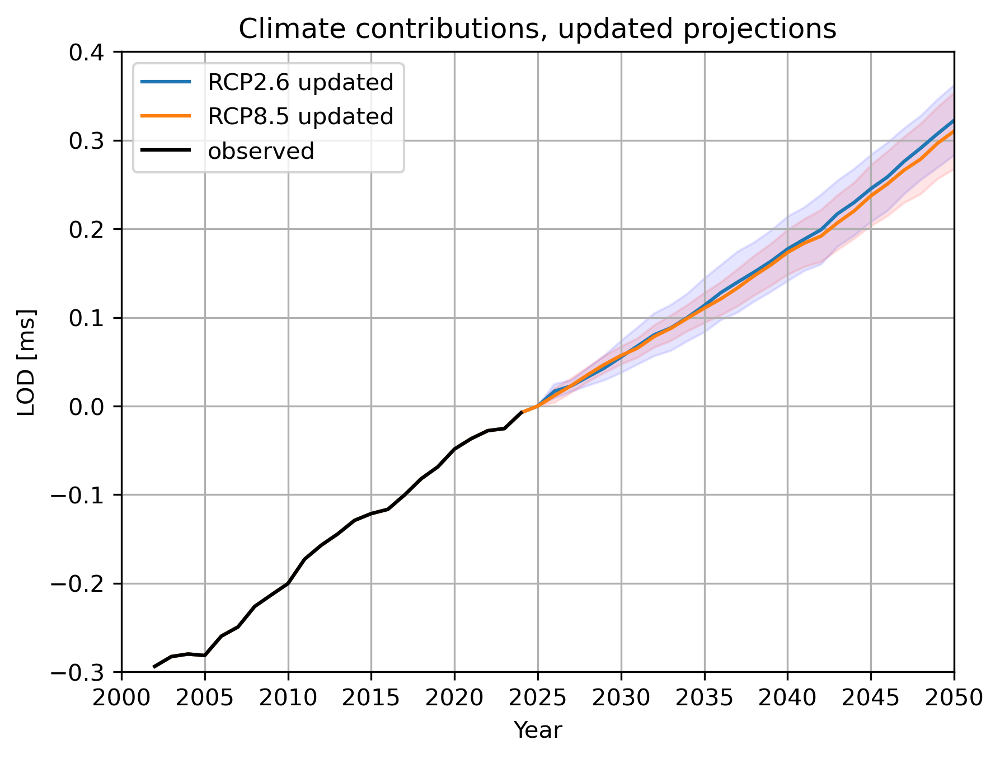 Climate contributions, updated projections
RCP2.6 updated
RCP8.5 updated
observed
0.4
0.3
0.2
0.1
0.0
−0.1
−0.2
−0.3
LOD [ms]
2000 2005 2010 2015 2020 2025 2030 2035 2040 2045 2050
Year